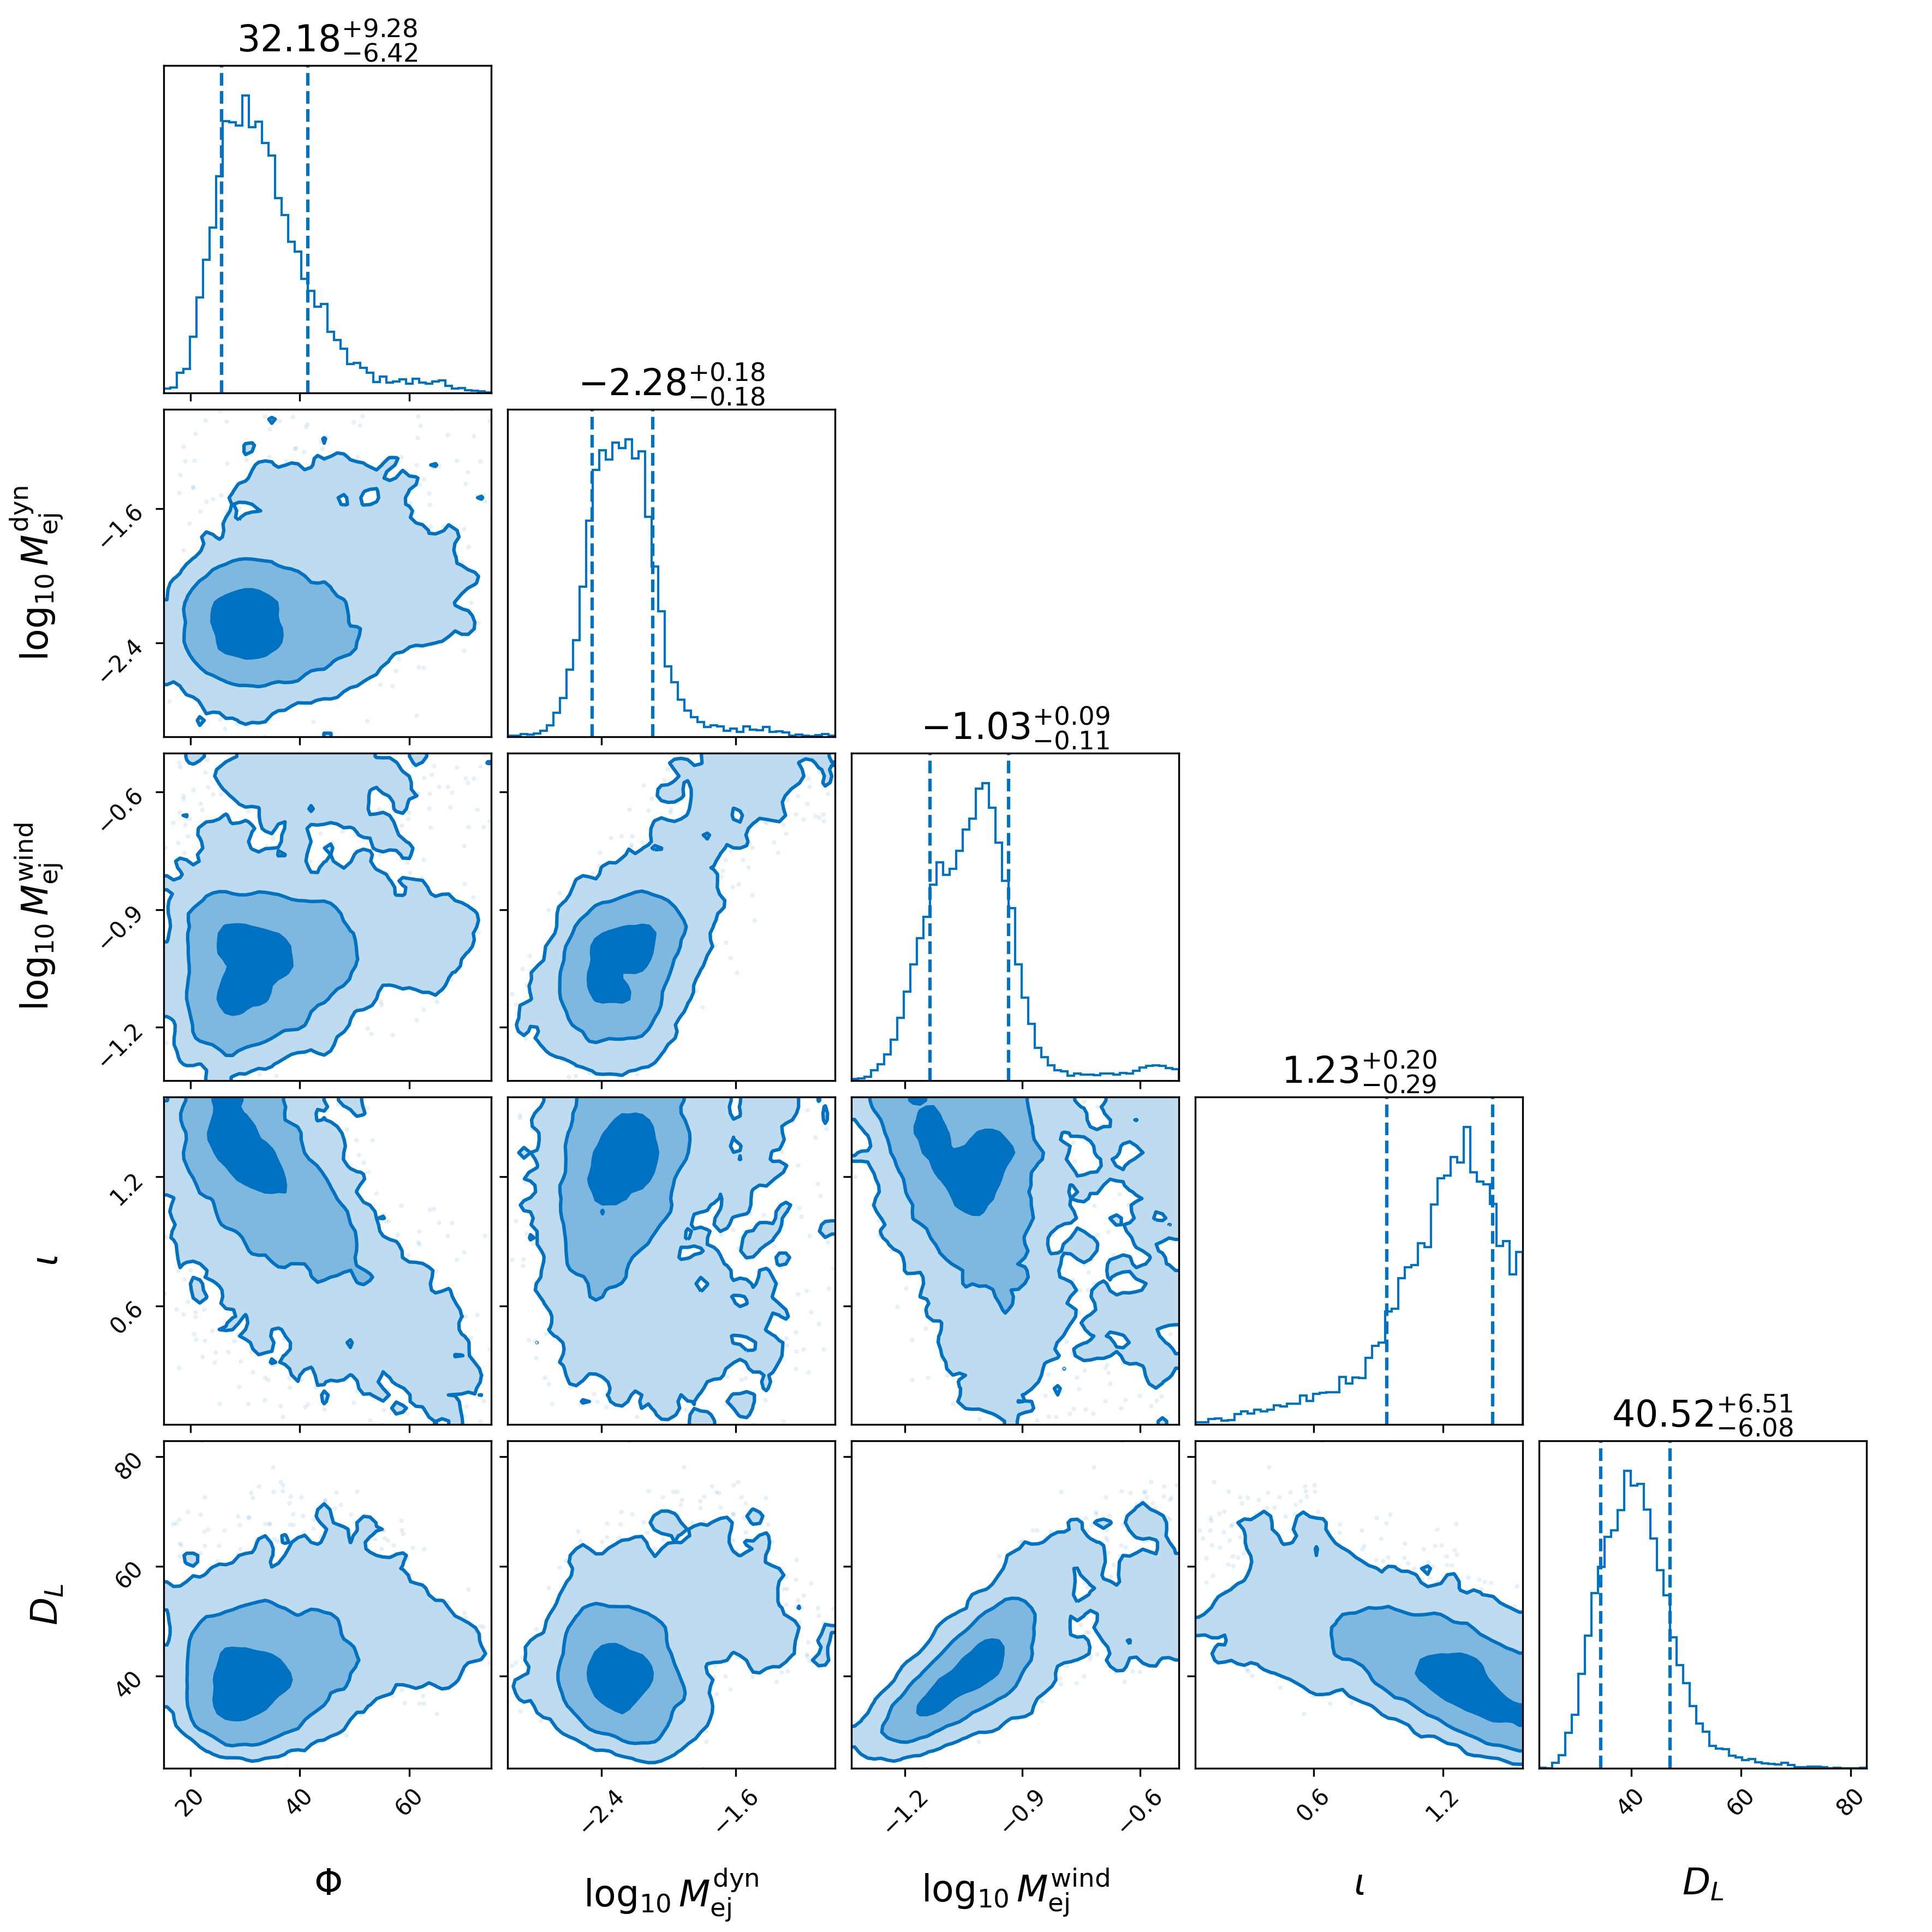 32.18+9.28−6.42
−2.28+0.18−0.18
log10 Mejdyn
−1.6
−2.4
−1.03+0.09−0.11
log10 Mejwind
−0.6
−0.9
−1.2
1.23+0.20−0.29
ι
1.2
0.6
40.52+6.51−6.08
DL
80
60
40
20 40 60 −2.4 −1.6 −1.2 −0.9 −0.6 0.6 1.2 40 60 80
Φ log10 Mejdyn log10 Mejwind ι DL